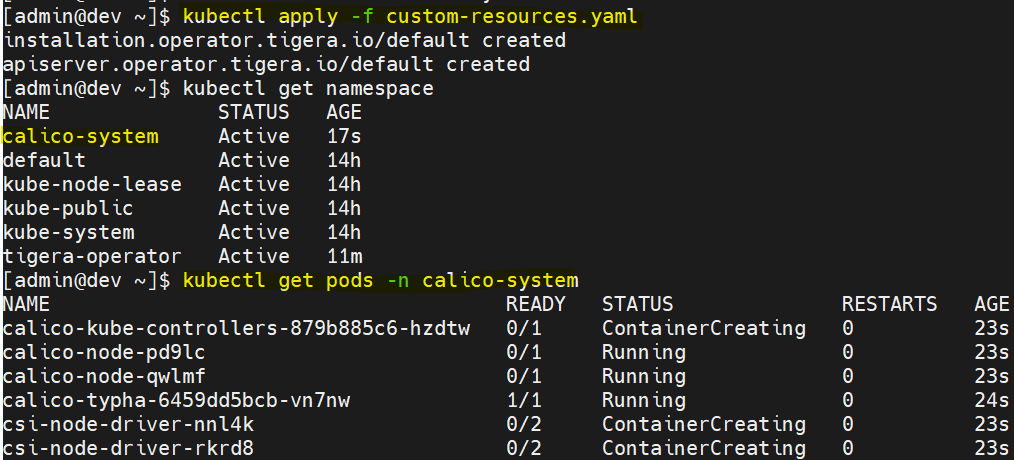 [admin@dev ~]$ kubectl apply -f custom-resources.yaml
installation.operator.tigera.io/default created
apiserver.operator.tigera.io/default created
[admin@dev ~]$ kubectl get namespace
NAME              STATUS   AGE
calico-system     Active   17s
default           Active   14h
kube-node-lease   Active   14h
kube-public       Active   14h
kube-system       Active   14h
tigera-operator   Active   11m
[admin@dev ~]$ kubectl get pods -n calico-system
NAME                                      READY   STATUS              RESTARTS   AGE
calico-kube-controllers-879b885c6-hzdtw   0/1     ContainerCreating   0          23s
calico-node-pd9lc                         0/1     Running             0          23s
calico-node-qwlmf                         0/1     Running             0          23s
calico-typha-6459dd5bcb-vn7nw             1/1     Running             0          24s
csi-node-driver-nnl4k                     0/2     ContainerCreating   0          23s
csi-node-driver-rkrd8                     0/2     ContainerCreating   0          23s